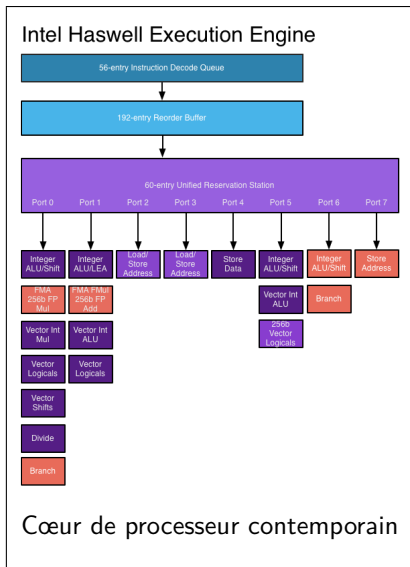 Intel Haswell Execution Engine
56-entry Instruction Decode Queue
192-entry Reorder Buffer
60-entry Unified Reservation Station
Port 0 Port 1 Port 2 Port 3 Port 4 Port 5 Port 6 Port 7
Integer
ALU/Shift
Integer
ALU/LEA
Load/
Store
Address
Load/
Store
Address
Store
Data
Integer
ALU/Shift
Integer
ALU/Shift
Store
Address
FMA
256b FP
Mul
FMA FMul
256b FP
Add
Vector Int
ALU
Branch
Vector Int
Mul
Vector Int
ALU
256b
Vector
Logicals
Vector
Logicals
Vector
Logicals
Vector
Shifts
Divide
Branch
Cœur de processeur contemporain